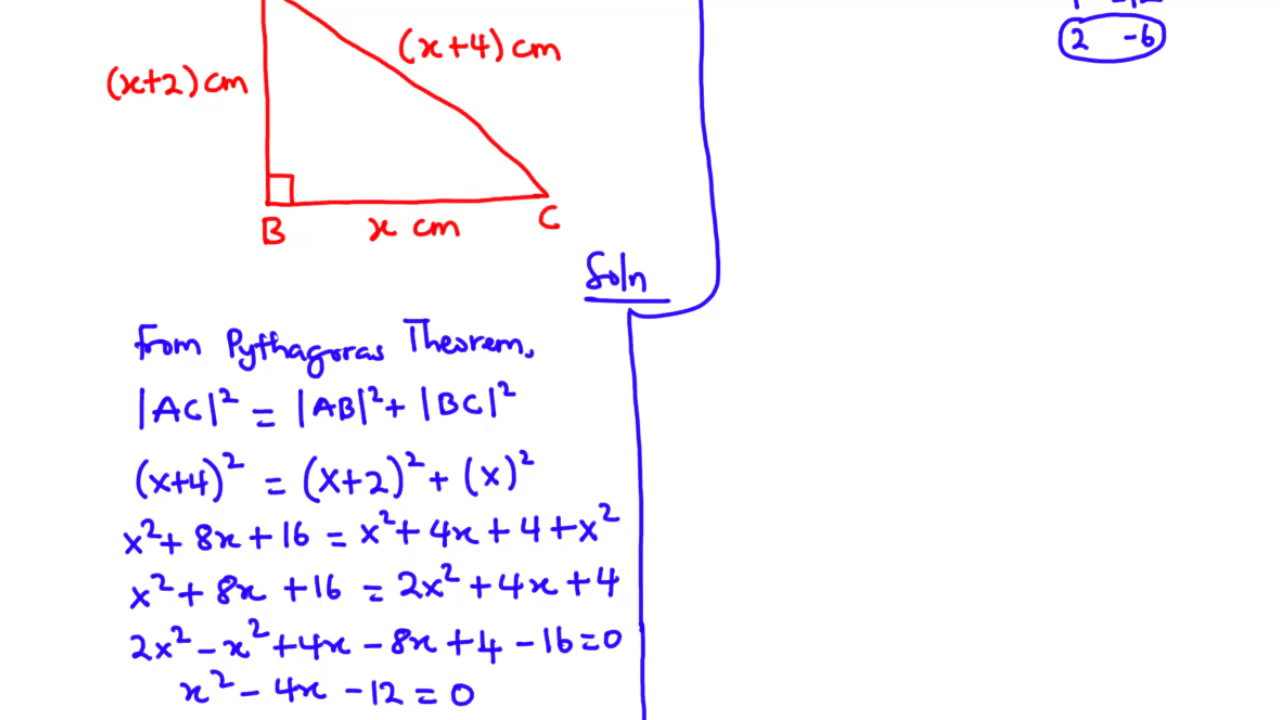 (x+4) cm
(x+2) cm
B
x cm
C
2 -6
Soln
From Pythagoras Theorem,
|AC|² = |AB|² + |BC|²
(x+4)² = (x+2)² + (x)²
x² + 8x + 16 = x² + 4x + 4 + x²
x² + 8x + 16 = 2x² + 4x + 4
2x² - x² + 4x - 8x + 4 - 16 = 0
x² - 4x - 12 = 0